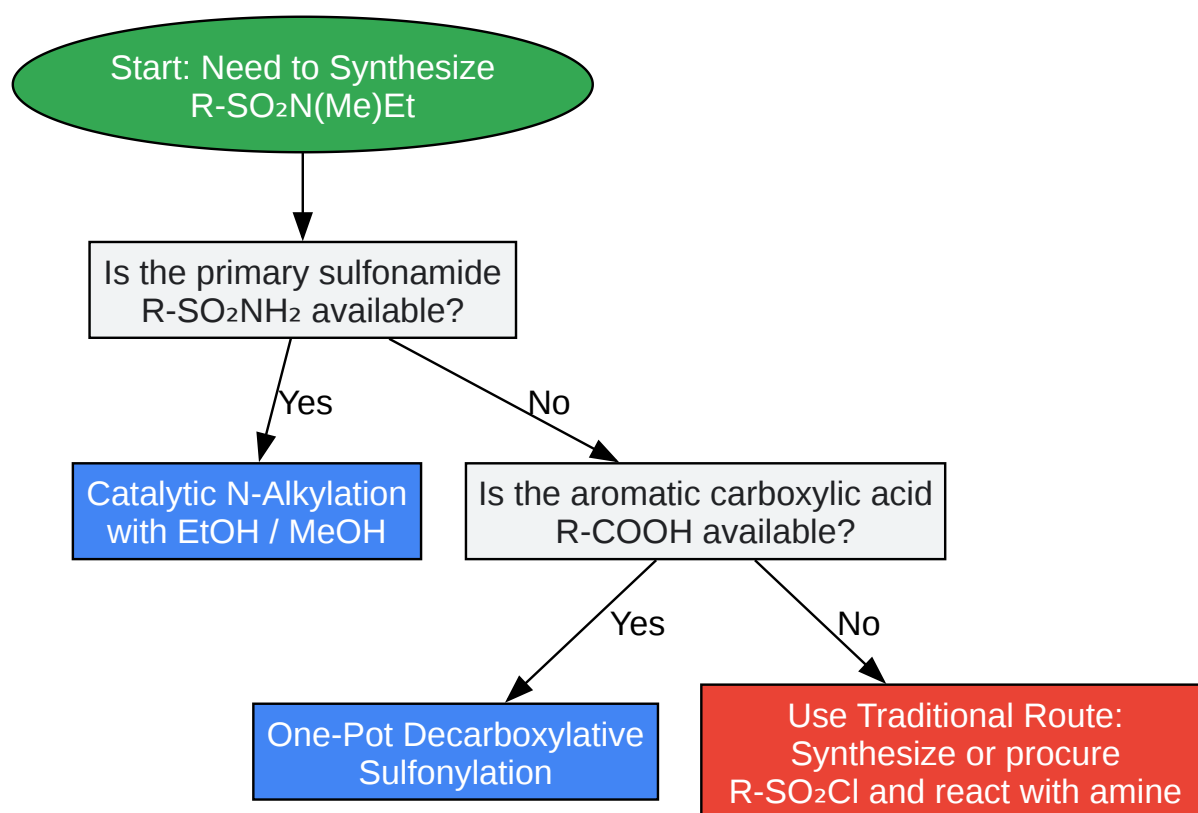 Start: Need to Synthesize
R-SO₂N(Me)Et
Is the primary sulfonamide
R-SO₂NH₂ available?
Yes
No
Catalytic N-Alkylation
with EtOH / MeOH
Is the aromatic carboxylic acid
R-COOH available?
Yes
No
One-Pot Decarboxylative
Sulfonylation
Use Traditional Route:
Synthesize or procure
R-SO₂Cl and react with amine